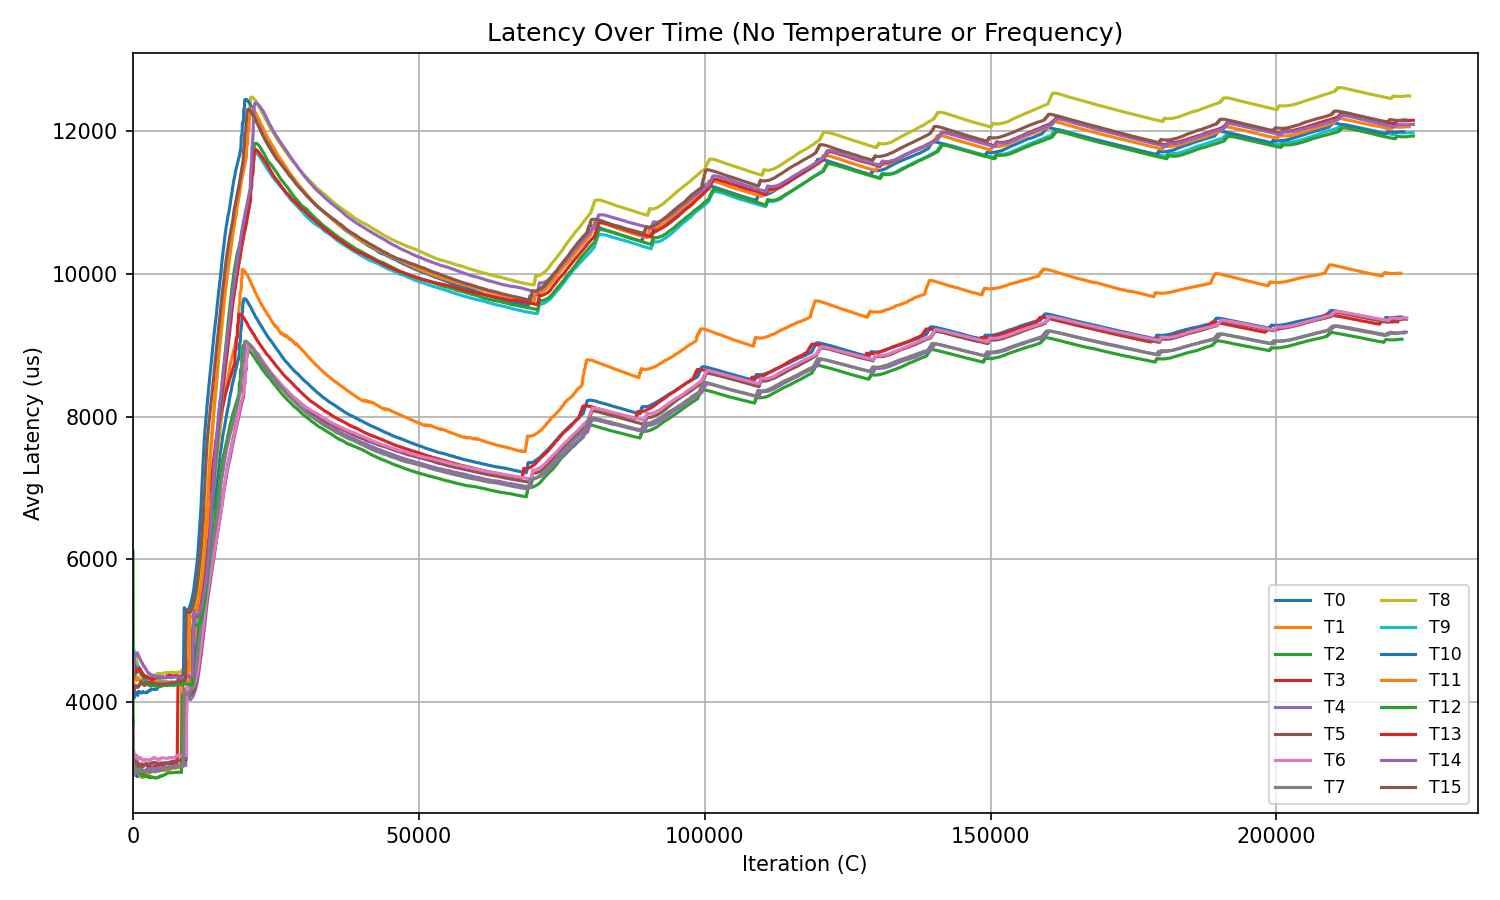 Latency Over Time (No Temperature or Frequency)
Avg Latency (us)
12000
10000
8000
6000
4000
0
50000
100000
150000
200000
Iteration (C)
T0
T1
T2
T3
T4
T5
T6
T7
T8
T9
T10
T11
T12
T13
T14
T15